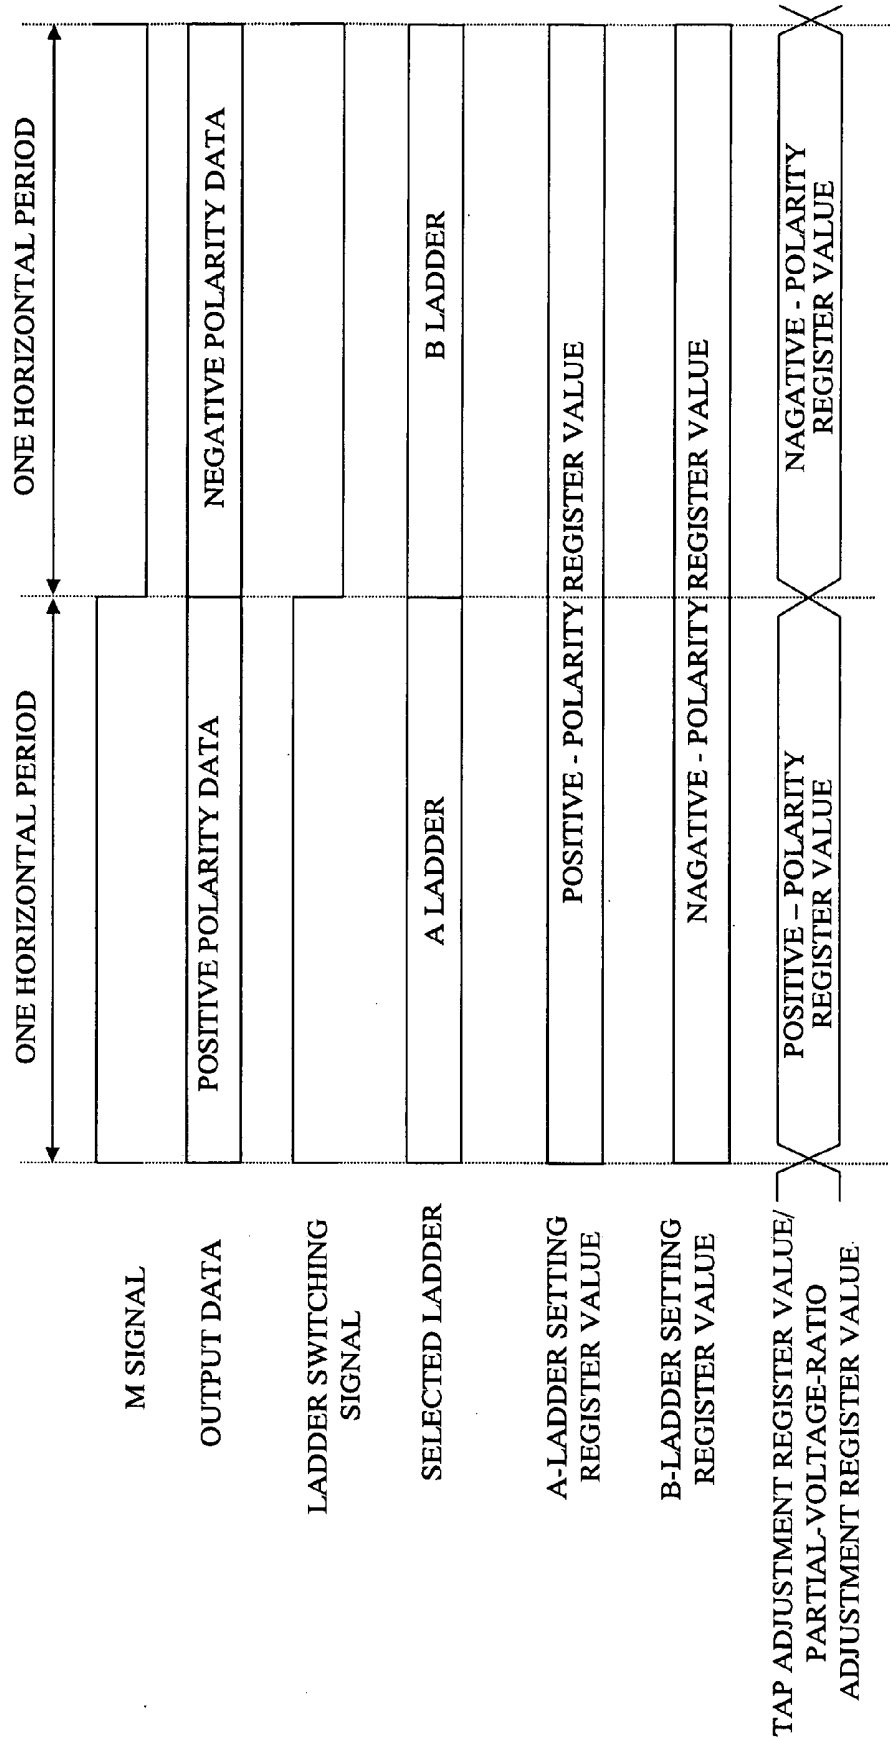 ONE HORIZONTAL PERIOD
ONE HORIZONTAL PERIOD
M SIGNAL
OUTPUT DATA
POSITIVE POLARITY DATA
NEGATIVE POLARITY DATA
LADDER SWITCHING
SIGNAL
SELECTED LADDER
A LADDER
B LADDER
A-LADDER SETTING
REGISTER VALUE
POSITIVE - POLARITY REGISTER VALUE
B-LADDER SETTING
REGISTER VALUE
NAGATIVE - POLARITY REGISTER VALUE
TAP ADJUSTMENT REGISTER VALUE/
PARTIAL-VOLTAGE-RATIO
ADJUSTMENT REGISTER VALUE
POSITIVE – POLARITY
REGISTER VALUE
NAGATIVE - POLARITY
REGISTER VALUE